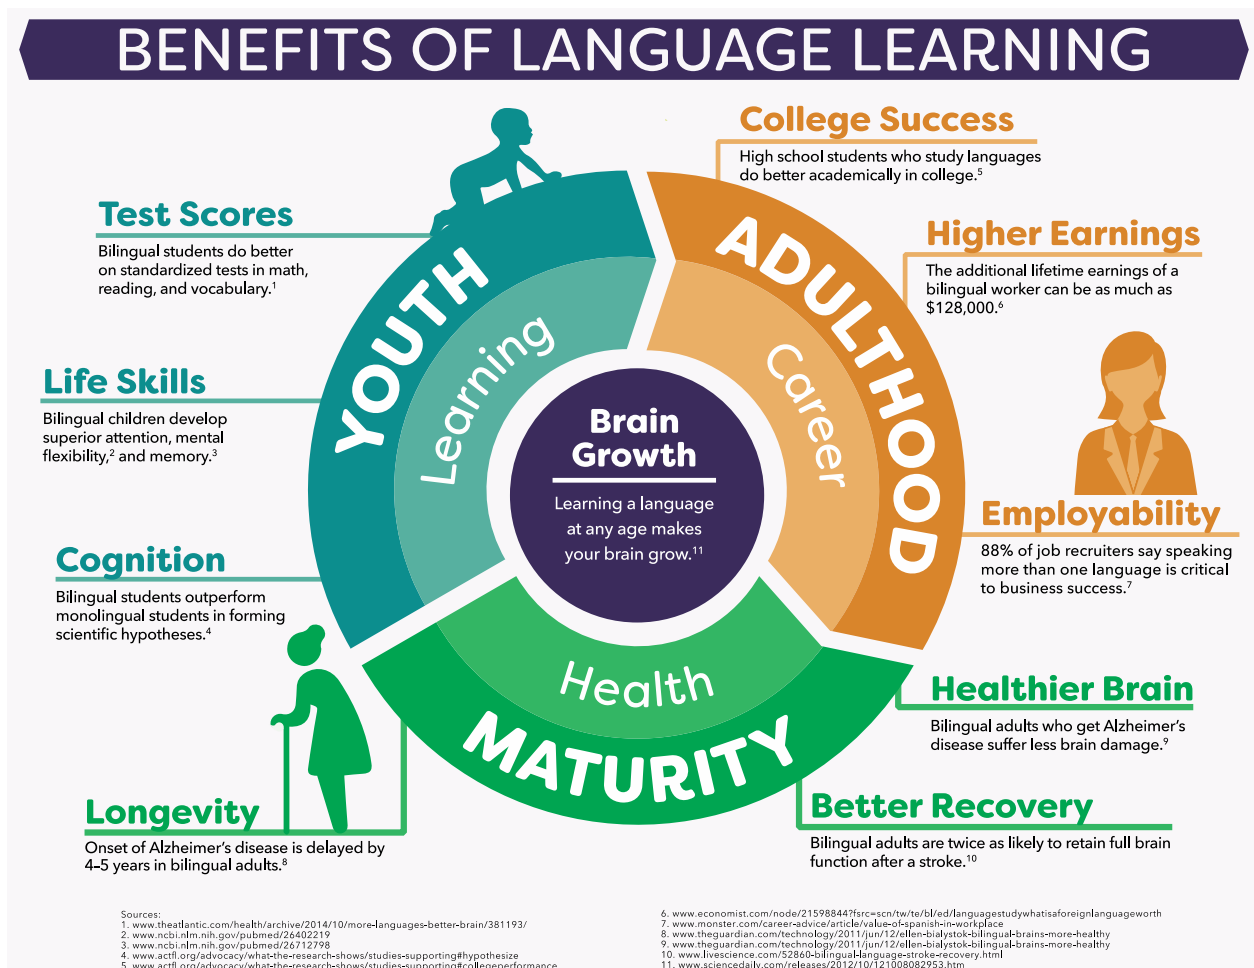 BENEFITS OF LANGUAGE LEARNING
Test Scores
Bilingual students do better
on standardized tests in math,
reading, and vocabulary.1
Life Skills
Bilingual children develop
superior attention, mental
flexibility,2 and memory.3
Cognition
Bilingual students outperform
monolingual students in forming
scientific hypotheses.4
YOUTH
Learning
College Success
High school students who study languages
do better academically in college.5
Higher Earnings
The additional lifetime earnings of a
bilingual worker can be as much as
$128,000.6
Employability
88% of job recruiters say speaking
more than one language is critical
to business success.7
ADULTHOOD
Career
Brain
Growth
Learning a language
at any age makes
your brain grow.11
Health
MATURITY
Healthier Brain
Bilingual adults who get Alzheimer's
disease suffer less brain damage.9
Better Recovery
Bilingual adults are twice as likely to retain full brain
function after a stroke.10
Longevity
Onset of Alzheimer's disease is delayed by
4-5 years in bilingual adults.8
Sources:
1. www.theatlantic.com/health/archive/2014/10/more-languages-better-brain/381193/
2. www.ncbi.nlm.nih.gov/pubmed/26402219
3. www.ncbi.nlm.nih.gov/pubmed/26712798
4. www.actfl.org/advocacy/what-the-research-shows/studies-supporting#hypothesize
5. www.actfl.org/advocacy/what-the-research-shows/studies-supporting#collegeperformance
6. www.economist.com/node/21598844?fsrc=scn/tw/te/bl/ed/languagestudywhatisaforeignlanguageworth
7. www.monster.com/career-advice/article/value-of-spanish-in-workplace
8. www.theguardian.com/technology/2011/jun/12/ellen-bialystok-bilingual-brains-more-healthy
9. www.theguardian.com/technology/2011/jun/12/ellen-bialystok-bilingual-brains-more-healthy
10. www.livescience.com/52860-bilingual-language-stroke-recovery.html
11. www.sciencedaily.com/releases/2012/10/121008082953.htm